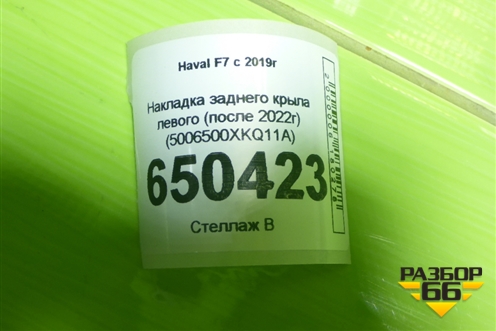 Haval F7 с 2019г
Накладка заднего крыла
левого (после 2022г)
(5006500XKQ11A)
650423
Стеллаж В
РАЗБОР
66